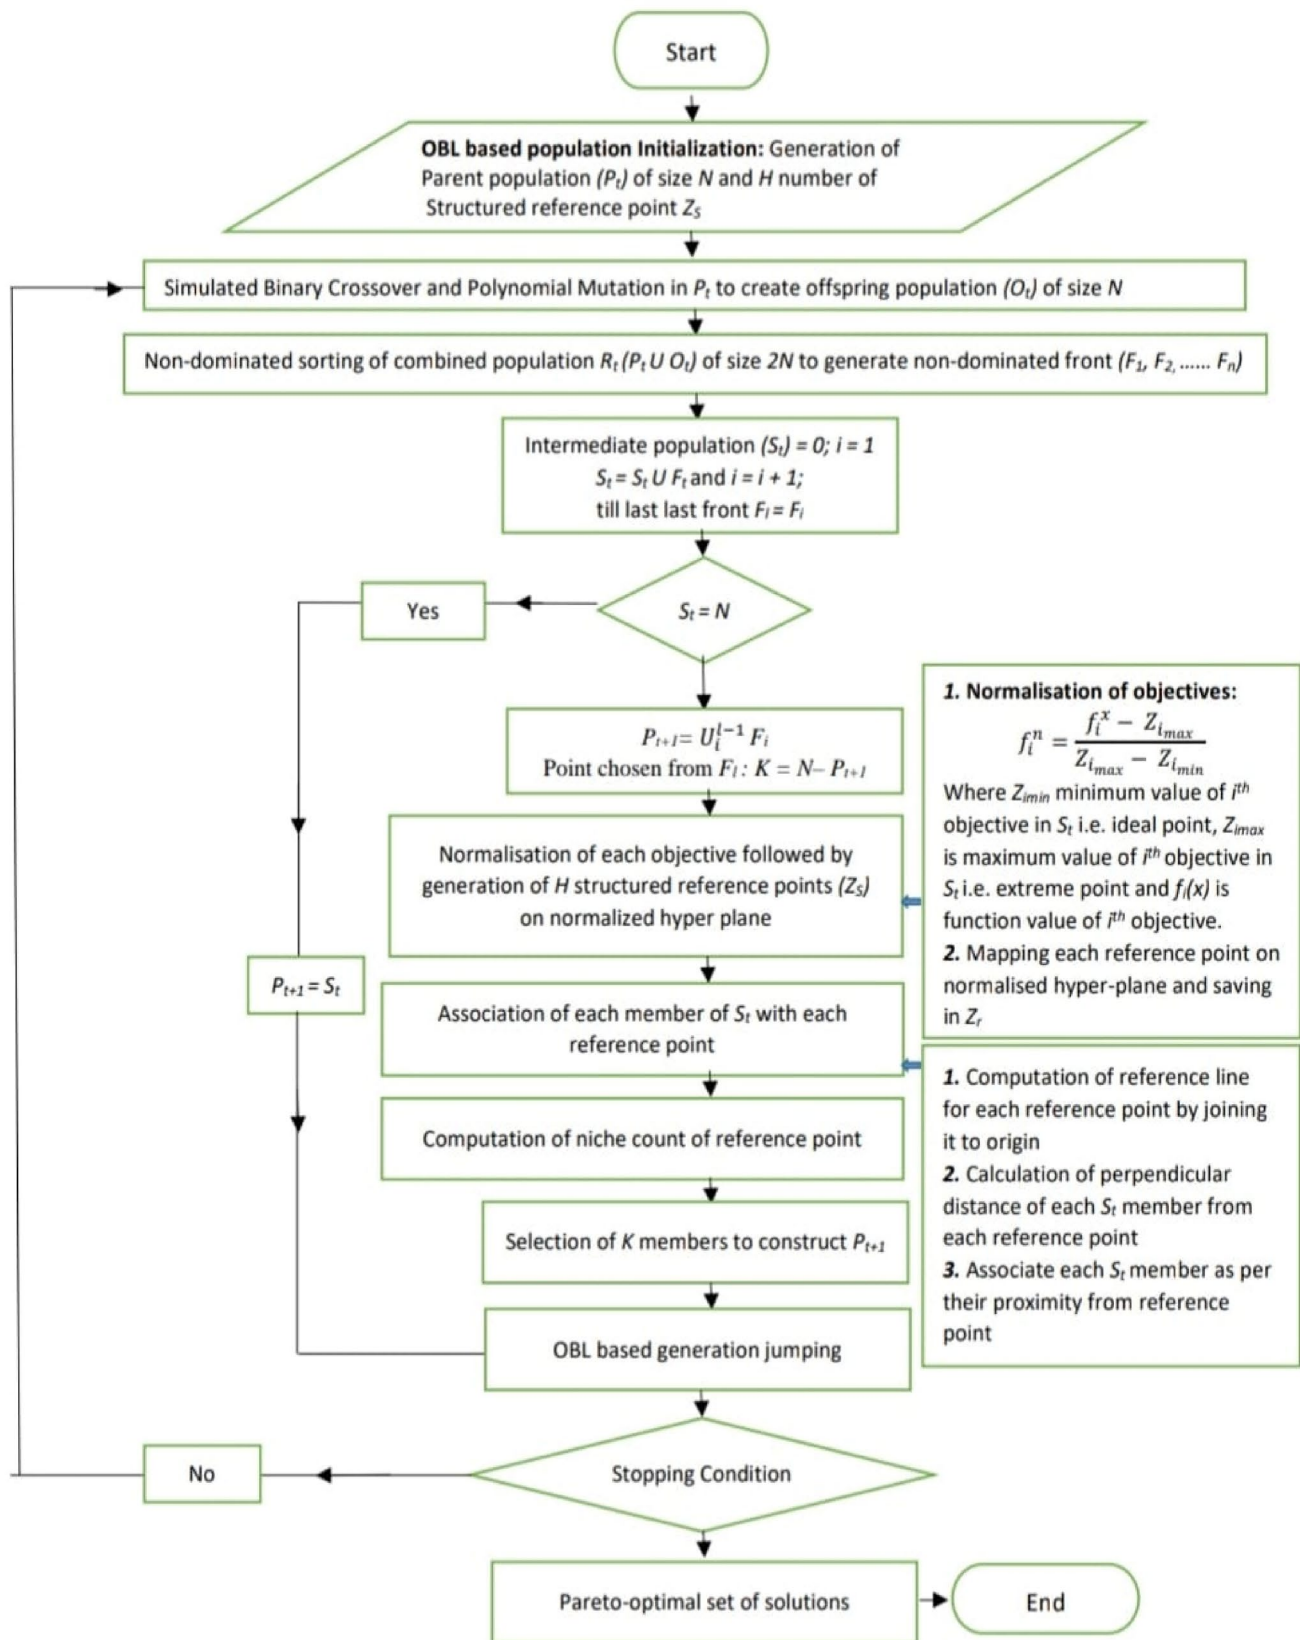 Start
OBL based population Initialization: Generation of
Parent population (Pt) of size N and H number of
Structured reference point ZS
Simulated Binary Crossover and Polynomial Mutation in Pt to create offspring population (Ot) of size N
Non-dominated sorting of combined population Rt (Pt U Ot) of size 2N to generate non-dominated front (F1, F2, ...... Fn)
Intermediate population (St) = 0; i = 1
St = St U Ft and i = i + 1;
till last last front Fl = Fi
St = N
Yes
Pt+1= U_i^{l−1} Fi
Point chosen from Fl : K = N− Pt+1
Normalisation of each objective followed by
generation of H structured reference points (ZS)
on normalized hyper plane
Pt+1 = St
Association of each member of St with each
reference point
Computation of niche count of reference point
Selection of K members to construct Pt+1
OBL based generation jumping
1. Normalisation of objectives:
f_i^n = (f_i^x − Z_{i_max}) / (Z_{i_max} − Z_{i_min})
Where Zimin minimum value of ith
objective in St i.e. ideal point, Zimax
is maximum value of ith objective in
St i.e. extreme point and fi(x) is
function value of ith objective.
2. Mapping each reference point on
normalised hyper-plane and saving
in Zr
1. Computation of reference line
for each reference point by joining
it to origin
2. Calculation of perpendicular
distance of each St member from
each reference point
3. Associate each St member as per
their proximity from reference
point
Stopping Condition
No
Pareto-optimal set of solutions
End